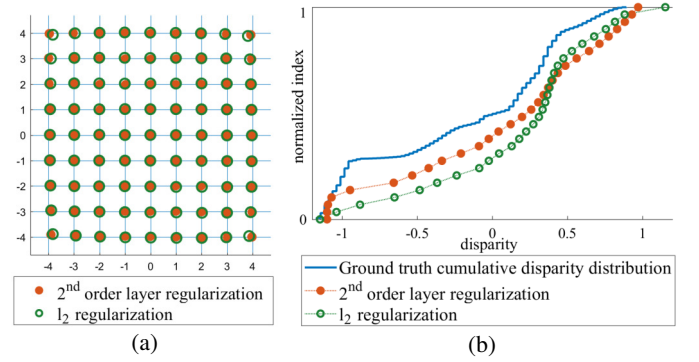 4
3
2
1
0
-1
-2
-3
-4
-4 -3 -2 -1 0 1 2 3 4
2nd order layer regularization
l2 regularization
(a)
1
normalized index
0
-1 -0.5 0 0.5 1
disparity
Ground truth cumulative disparity distribution
2nd order layer regularization
l2 regularization
(b)